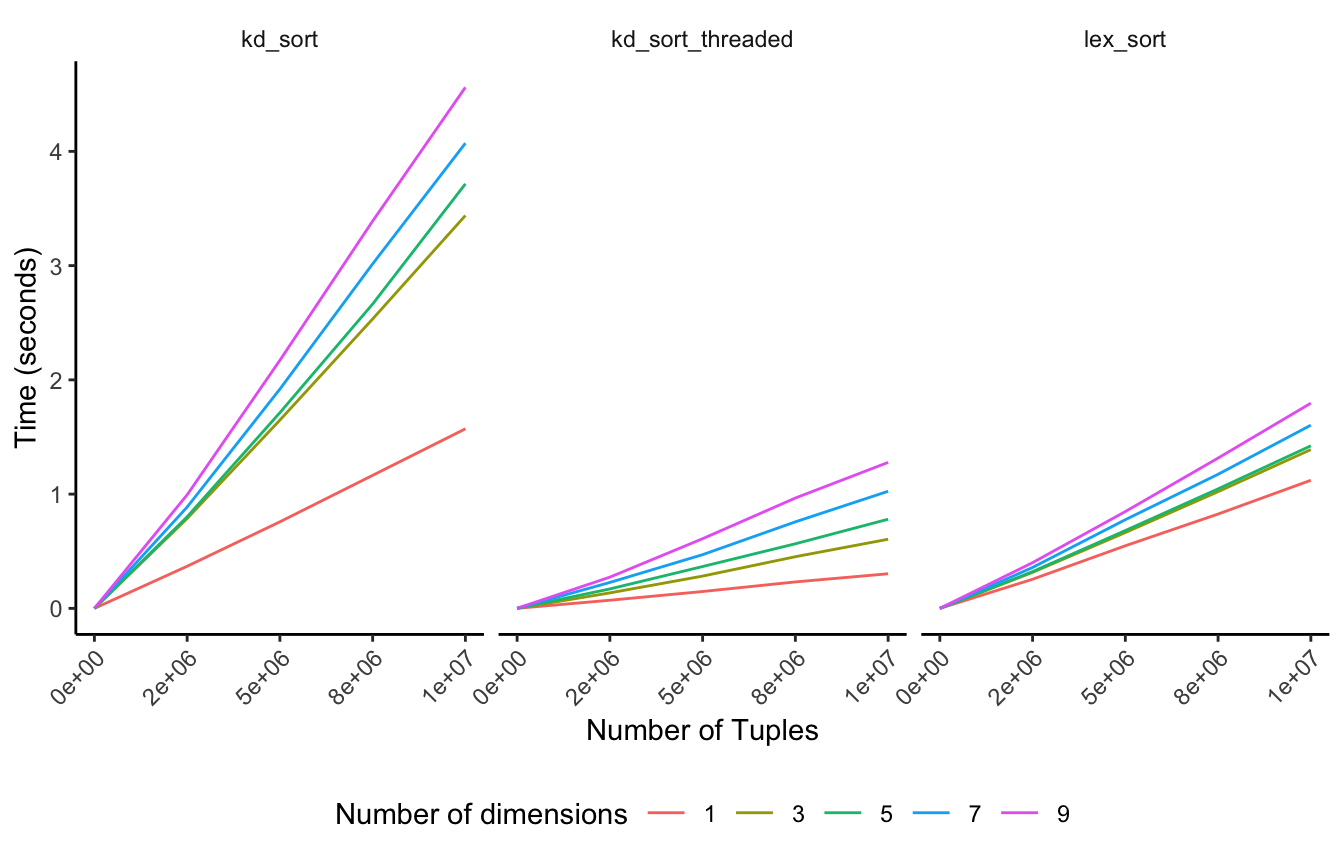 kd_sort kd_sort_threaded lex_sort
4
3
2
1
0
Time (seconds)
0e+00 2e+06 5e+06 8e+06 1e+07 0e+00 2e+06 5e+06 8e+06 1e+07 0e+00 2e+06 5e+06 8e+06 1e+07
Number of Tuples
Number of dimensions 1 3 5 7 9